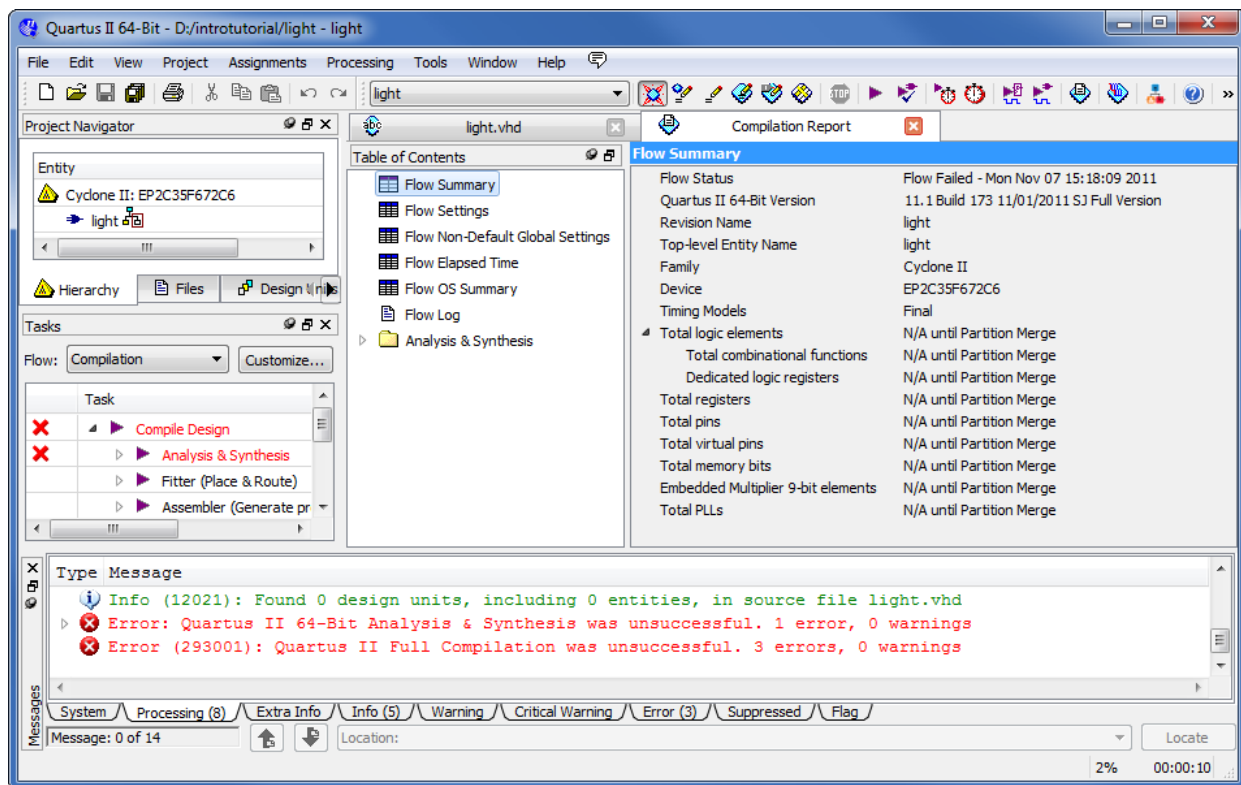 Quartus II 64-Bit - D:/introtutorial/light - light
File Edit View Project Assignments Processing Tools Window Help
light
STOP
Project Navigator
Entity
Cyclone II: EP2C35F672C6
light
Hierarchy Files Design Units
Tasks
Flow: Compilation Customize...
Task
Compile Design
Analysis & Synthesis
Fitter (Place & Route)
Assembler (Generate pr
abc light.vhd
Compilation Report
Table of Contents
Flow Summary
Flow Settings
Flow Non-Default Global Settings
Flow Elapsed Time
Flow OS Summary
Flow Log
Analysis & Synthesis
Flow Summary
Flow Status Flow Failed - Mon Nov 07 15:18:09 2011
Quartus II 64-Bit Version 11.1 Build 173 11/01/2011 SJ Full Version
Revision Name light
Top-level Entity Name light
Family Cyclone II
Device EP2C35F672C6
Timing Models Final
Total logic elements N/A until Partition Merge
Total combinational functions N/A until Partition Merge
Dedicated logic registers N/A until Partition Merge
Total registers N/A until Partition Merge
Total pins N/A until Partition Merge
Total virtual pins N/A until Partition Merge
Total memory bits N/A until Partition Merge
Embedded Multiplier 9-bit elements N/A until Partition Merge
Total PLLs N/A until Partition Merge
Type Message
Info (12021): Found 0 design units, including 0 entities, in source file light.vhd
Error: Quartus II 64-Bit Analysis & Synthesis was unsuccessful. 1 error, 0 warnings
Error (293001): Quartus II Full Compilation was unsuccessful. 3 errors, 0 warnings
Messages
System Processing (8) Extra Info Info (5) Warning Critical Warning Error (3) Suppressed Flag
Message: 0 of 14 Location: Locate
2% 00:00:10